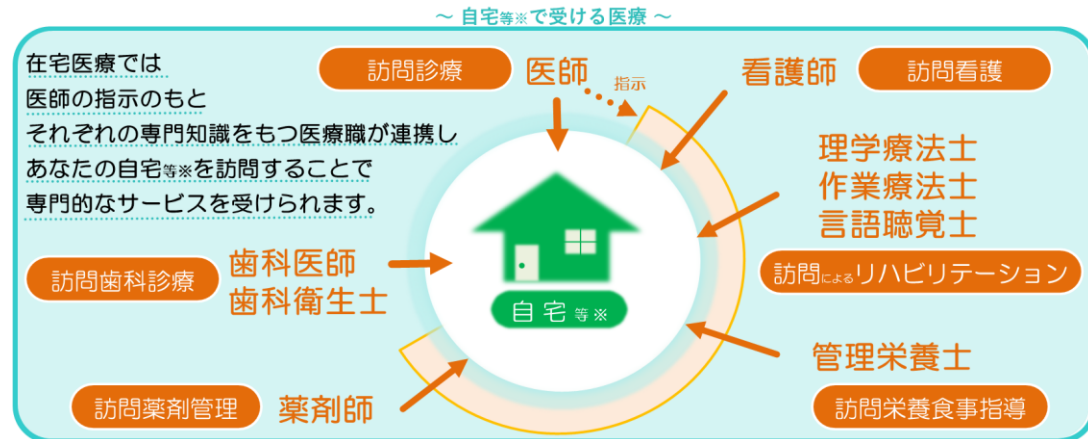 ～ 自宅等※で受ける医療 ～
在宅医療では
医師の指示のもと
それぞれの専門知識をもつ医療職が連携し
あなたの自宅等※を訪問することで
専門的なサービスを受けられます。
訪問診療
医師
指示
看護師
訪問看護
理学療法士
作業療法士
言語聴覚士
訪問によるリハビリテーション
訪問歯科診療
歯科医師
歯科衛生士
自宅等※
管理栄養士
訪問栄養食事指導
訪問薬剤管理
薬剤師